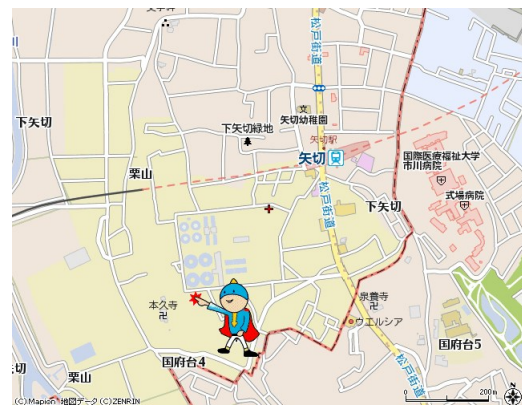 松戸街道
矢切幼稚園
下矢切
下矢切緑地
矢切駅
矢切
国際医療福祉大学
市川病院
栗山
式場病院
下矢切
松戸街道
本久寺
泉養寺
ウエルシア
国府台4
国府台5
栗山
0
200m
(C) Mapion 地図データ(C)ZENRIN